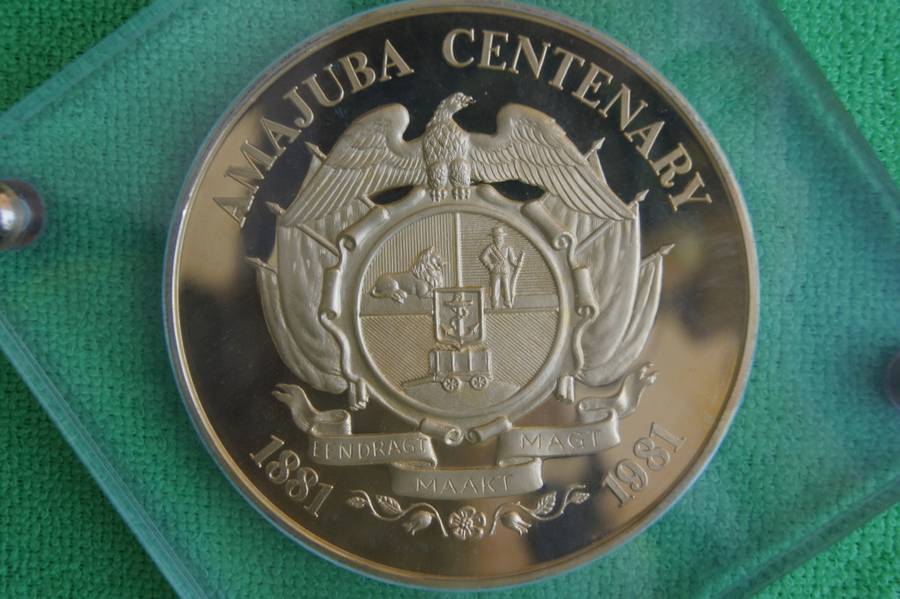 AMAJUBA CENTENARY
EENDRAGT MAAKT MAGT
1881 1981